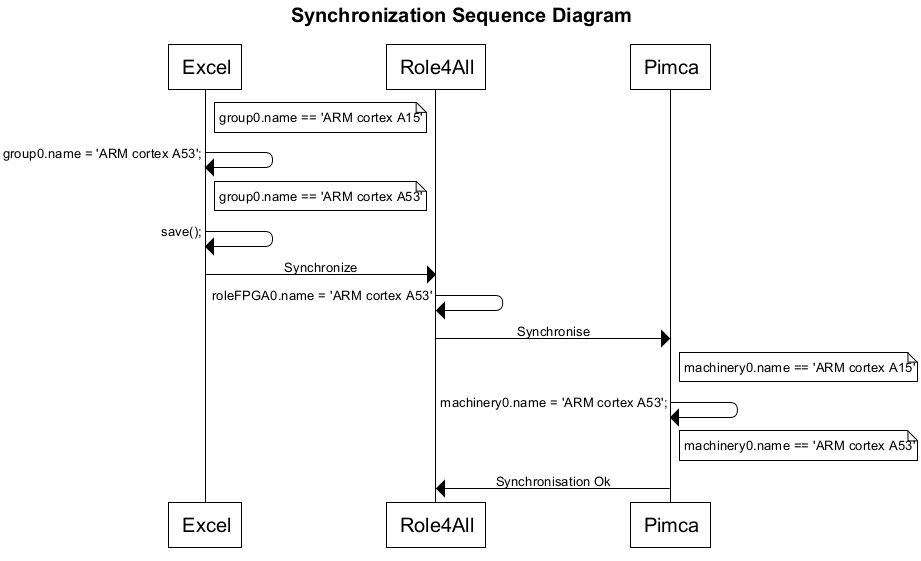 Synchronization Sequence Diagram
Excel
Role4All
Pimca
group0.name == 'ARM cortex A15'
group0.name = 'ARM cortex A53';
group0.name == 'ARM cortex A53'
save();
Synchronize
roleFPGA0.name = 'ARM cortex A53'
Synchronise
machinery0.name == 'ARM cortex A15'
machinery0.name = 'ARM cortex A53';
machinery0.name == 'ARM cortex A53'
Synchronisation Ok
Excel
Role4All
Pimca